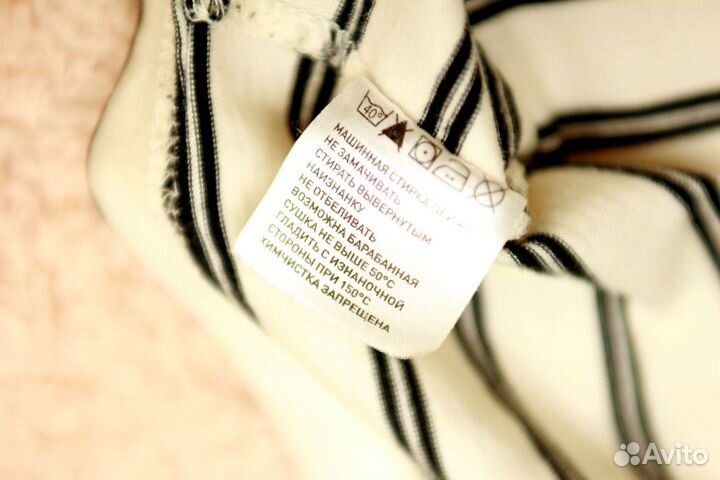 40°
МАШИННАЯ СТИРКА ПРИ 40°
НЕ ЗАМАЧИВАТЬ
СТИРАТЬ ВЫВЕРНУТЫМ
НАИЗНАНКУ
НЕ ОТБЕЛИВАТЬ
ВОЗМОЖНА БАРАБАННАЯ
СУШКА НЕ ВЫШЕ 50°C
ГЛАДИТЬ С ИЗНАНОЧНОЙ
СТОРОНЫ ПРИ 150°C
ХИМЧИСТКА ЗАПРЕЩЕНА
Avito